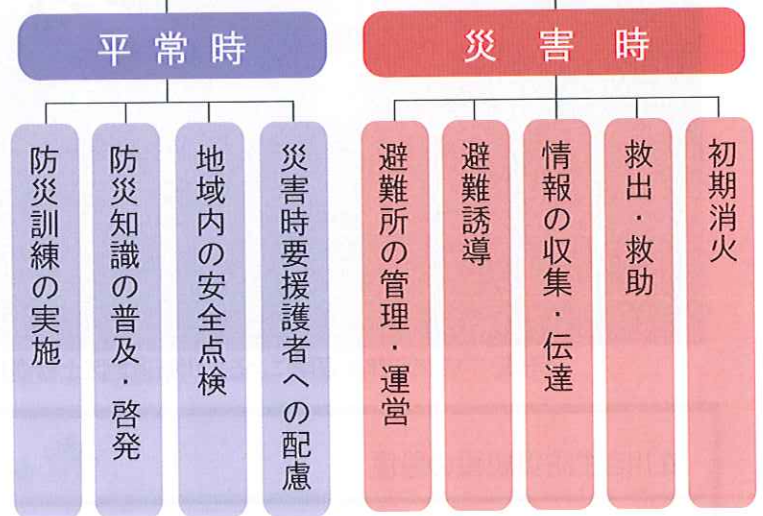 平常時
災害時
防災訓練の実施
防災知識の普及・啓発
地域内の安全点検
災害時要援護者への配慮
避難所の管理・運営
避難誘導
情報の収集・伝達
救出・救助
初期消火